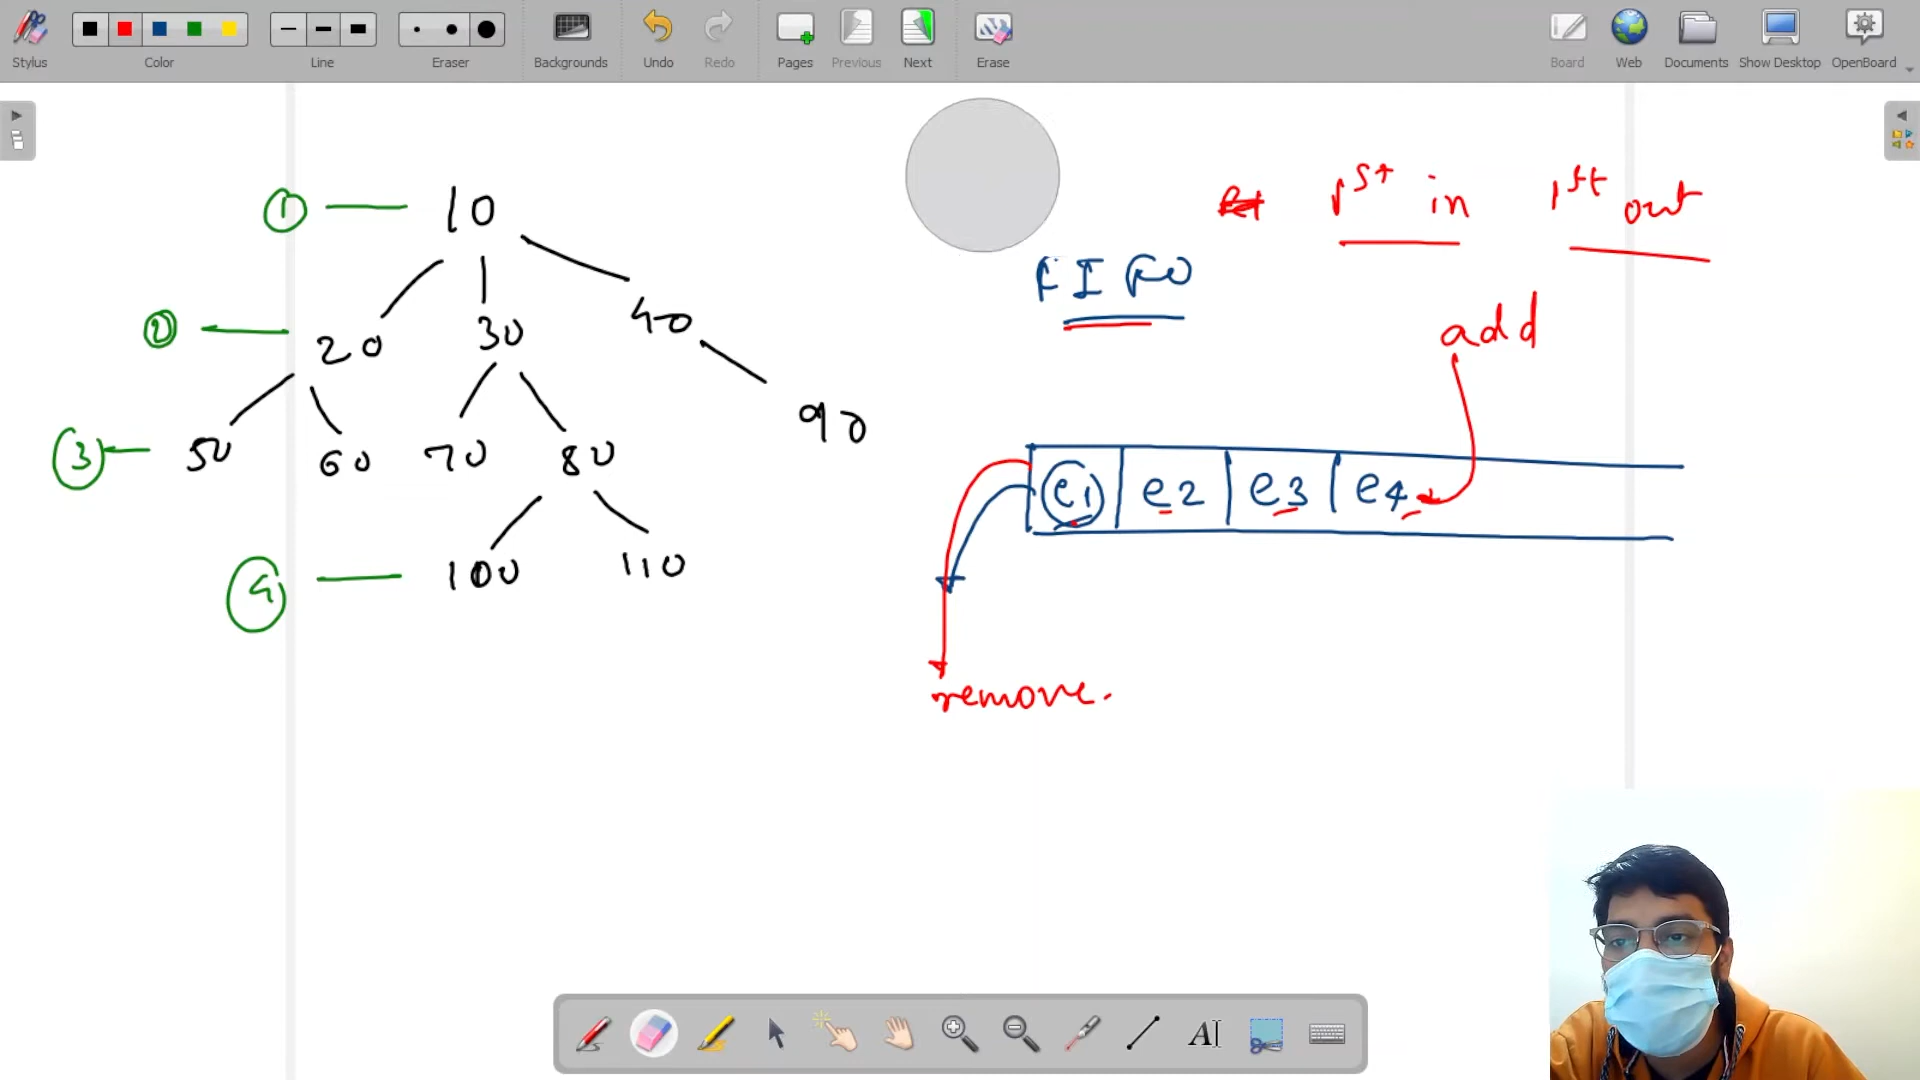 Stylus Color Line Eraser Backgrounds Undo Redo Pages Previous Next Erase Board Web Documents Show Desktop OpenBoard
1st in 1st out
① 10
FIFO
add
② 20 30 40
③ 50 60 70 80 90
e1 e2 e3 e4
④ 100 110
remove.
A